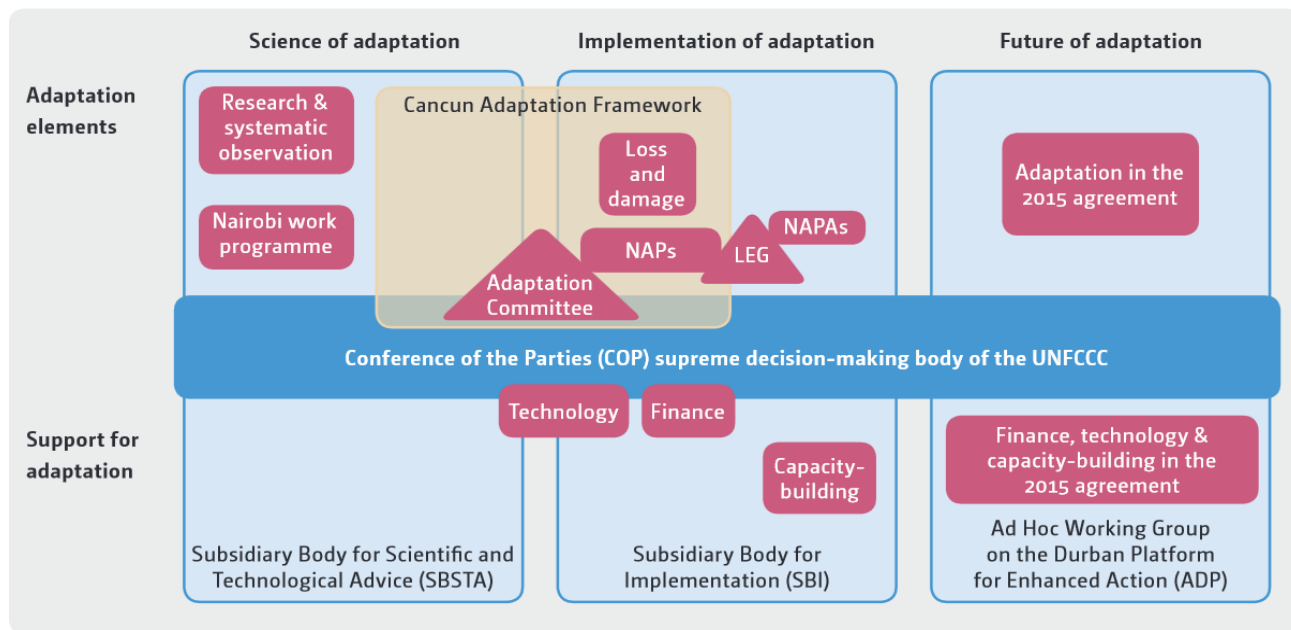 Science of adaptation
Implementation of adaptation
Future of adaptation
Adaptation
elements
Research &
systematic
observation
Nairobi work
programme
Cancun Adaptation Framework
Loss
and
damage
NAPs
LEG
NAPAs
Adaptation
Committee
Adaptation in the
2015 agreement
Conference of the Parties (COP) supreme decision-making body of the UNFCCC
Support for
adaptation
Technology
Finance
Capacity-
building
Finance, technology &
capacity-building in the
2015 agreement
Subsidiary Body for Scientific and
Technological Advice (SBSTA)
Subsidiary Body for
Implementation (SBI)
Ad Hoc Working Group
on the Durban Platform
for Enhanced Action (ADP)